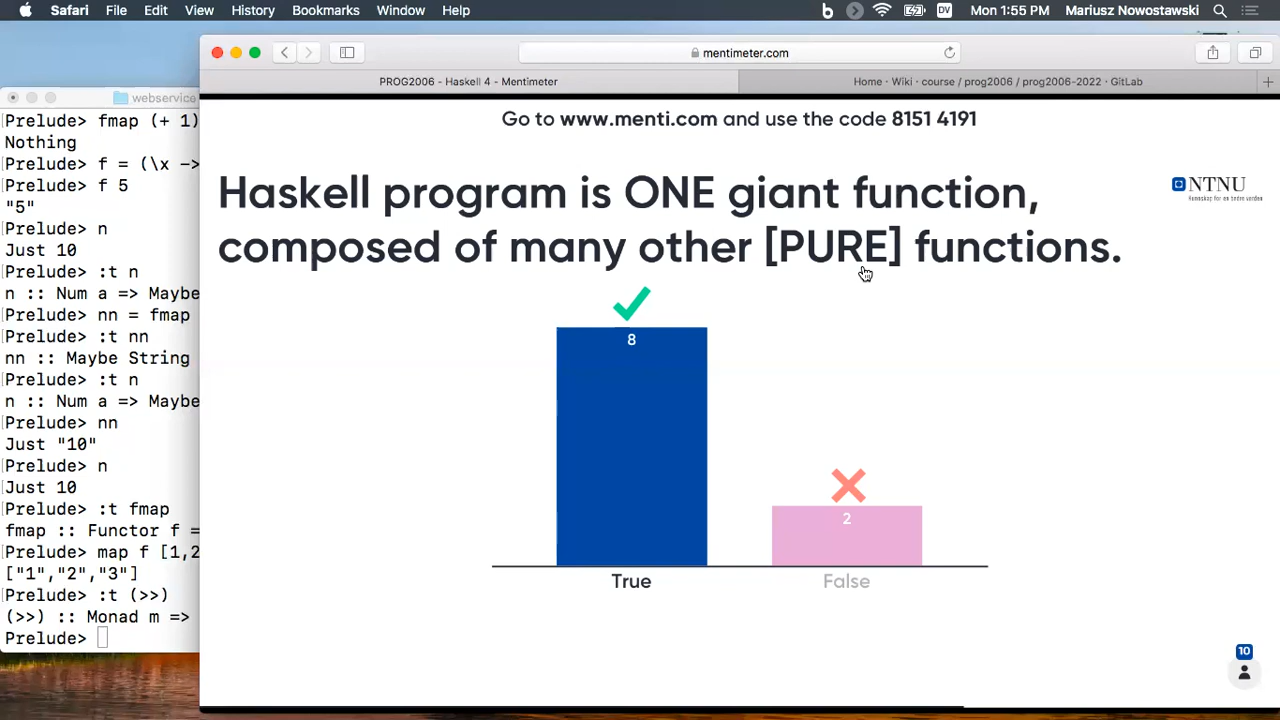 Safari File Edit View History Bookmarks Window Help DV Mon 1:55 PM Mariusz Nowostawski
mentimeter.com
PROG2006 - Haskell 4 - Mentimeter
Home · Wiki · course / prog2006 / prog2006-2022 · GitLab
webservice
Prelude> fmap (+ 1)
Nothing
Prelude> f = (\x ->
Prelude> f 5
"5"
Prelude> n
Just 10
Prelude> :t n
n :: Num a => Maybe
Prelude> nn = fmap
Prelude> :t nn
nn :: Maybe String
Prelude> :t n
n :: Num a => Maybe
Prelude> nn
Just "10"
Prelude> n
Just 10
Prelude> :t fmap
fmap :: Functor f =
Prelude> map f [1,2
["1","2","3"]
Prelude> :t (>>)
(>>) :: Monad m =>
Prelude>
Go to www.menti.com and use the code 8151 4191
Haskell program is ONE giant function,
composed of many other [PURE] functions.
NTNU
8
2
True
False
10